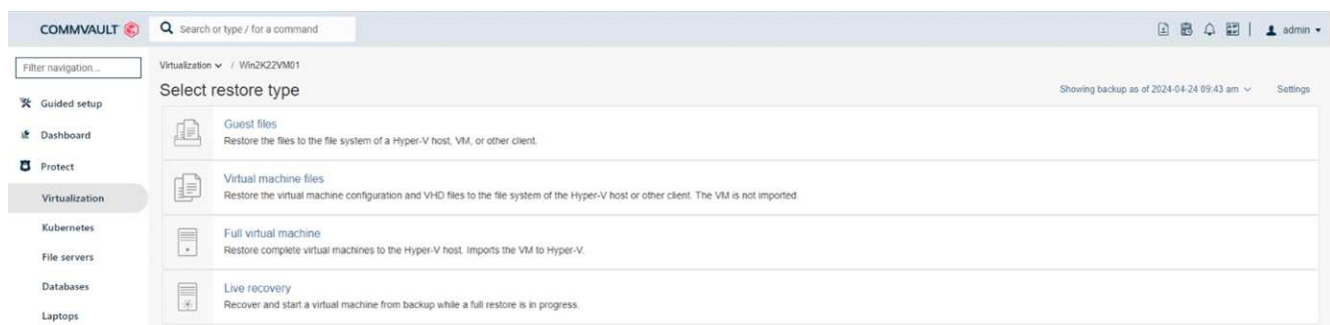 COMMVAULT
Search or type / for a command
admin
Filter navigation...
Virtualization / Win2K22VM01
Select restore type
Showing backup as of 2024-04-24 09:43 am
Settings
Guided setup
Dashboard
Protect
Virtualization
Kubernetes
File servers
Databases
Laptops
Guest files
Restore the files to the file system of a Hyper-V host, VM, or other client.
Virtual machine files
Restore the virtual machine configuration and VHD files to the file system of the Hyper-V host or other client. The VM is not imported.
Full virtual machine
Restore complete virtual machines to the Hyper-V host. Imports the VM to Hyper-V.
Live recovery
Recover and start a virtual machine from backup while a full restore is in progress.